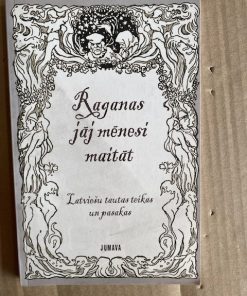 Raganas
jāj mēnesi
maitāt
Latviešu tautas teikas
un pasakas
JUMAVA